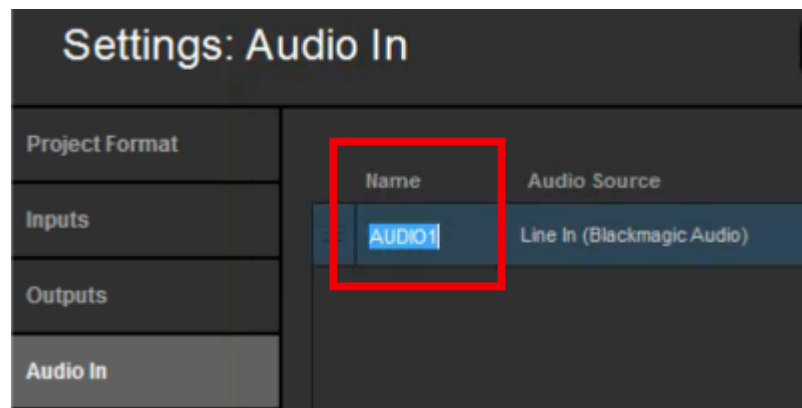 Settings: Audio In
Project Format
Name Audio Source
Inputs
AUDIO1 Line In (Blackmagic Audio)
Outputs
Audio In